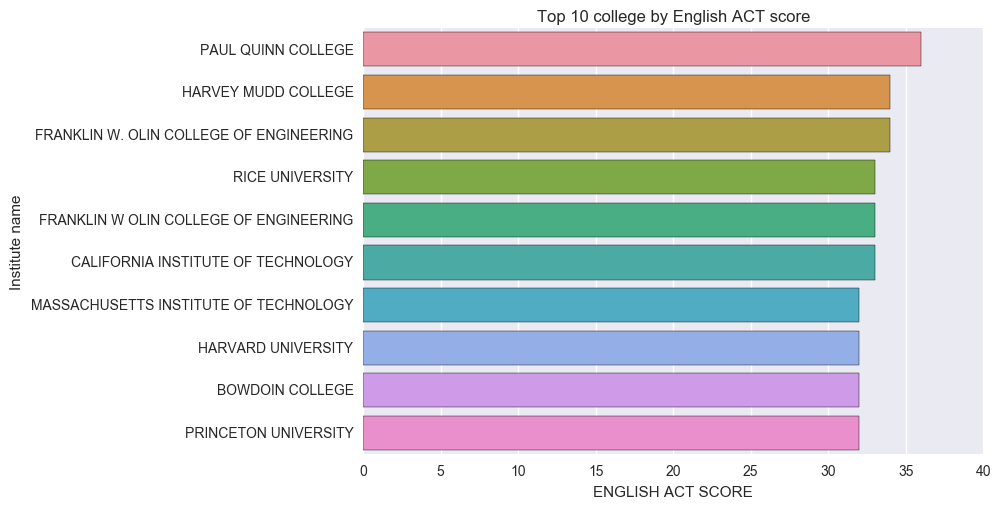 Top 10 college by English ACT score
Institute name
PAUL QUINN COLLEGE
HARVEY MUDD COLLEGE
FRANKLIN W. OLIN COLLEGE OF ENGINEERING
RICE UNIVERSITY
FRANKLIN W OLIN COLLEGE OF ENGINEERING
CALIFORNIA INSTITUTE OF TECHNOLOGY
MASSACHUSETTS INSTITUTE OF TECHNOLOGY
HARVARD UNIVERSITY
BOWDOIN COLLEGE
PRINCETON UNIVERSITY
0 5 10 15 20 25 30 35 40
ENGLISH ACT SCORE